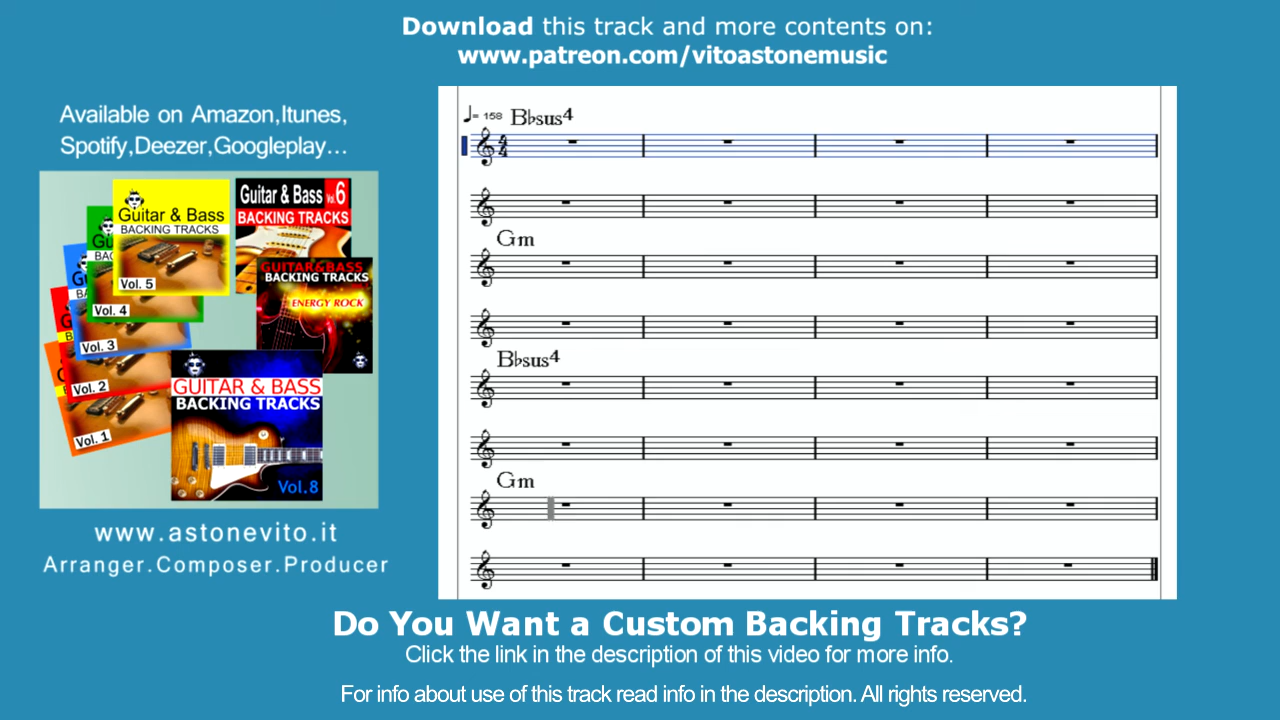 Download this track and more contents on:
www.patreon.com/vitoastonemusic
Available on Amazon,Itunes,
Spotify,Deezer,Googleplay...
Guitar & Bass
BACKING TRACKS
Vol. 5
Guitar & Bass Vol.6
BACKING TRACKS
GUITAR&BASS
BACKING TRACKS
ENERGY ROCK
Vol. 4
Vol. 3
Vol. 2
Vol. 1
GUITAR & BASS
BACKING TRACKS
Vol.8
www.astonevito.it
Arranger.Composer.Producer
♩= 158 B♭sus4
4
4
Gm
B♭sus4
Gm
Do You Want a Custom Backing Tracks?
Click the link in the description of this video for more info.
For info about use of this track read info in the description. All rights reserved.